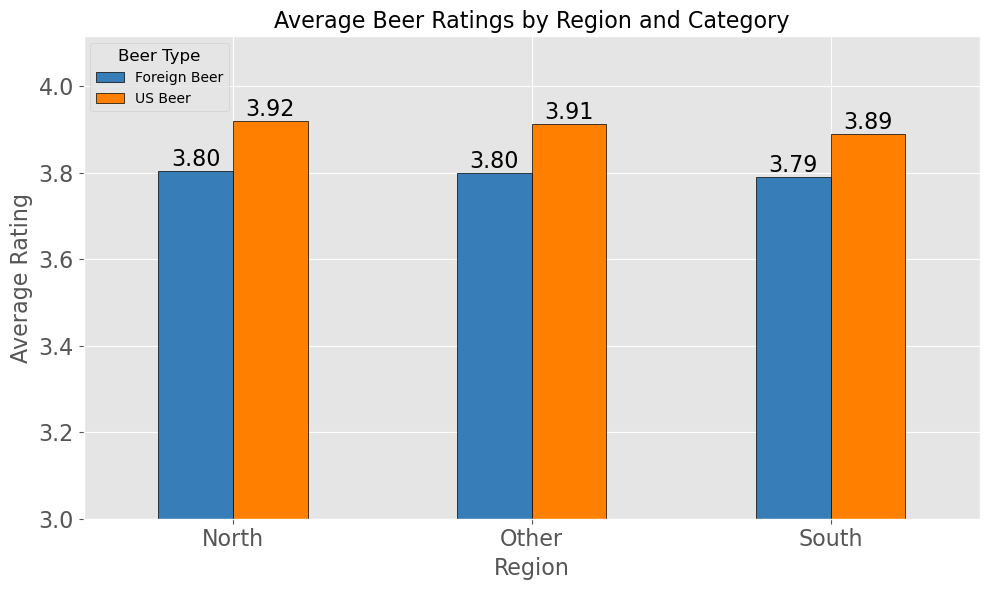 Average Beer Ratings by Region and Category
Beer Type
Foreign Beer
US Beer
Average Rating
4.0
3.8
3.6
3.4
3.2
3.0
3.80
3.92
3.80
3.91
3.79
3.89
North
Other
South
Region